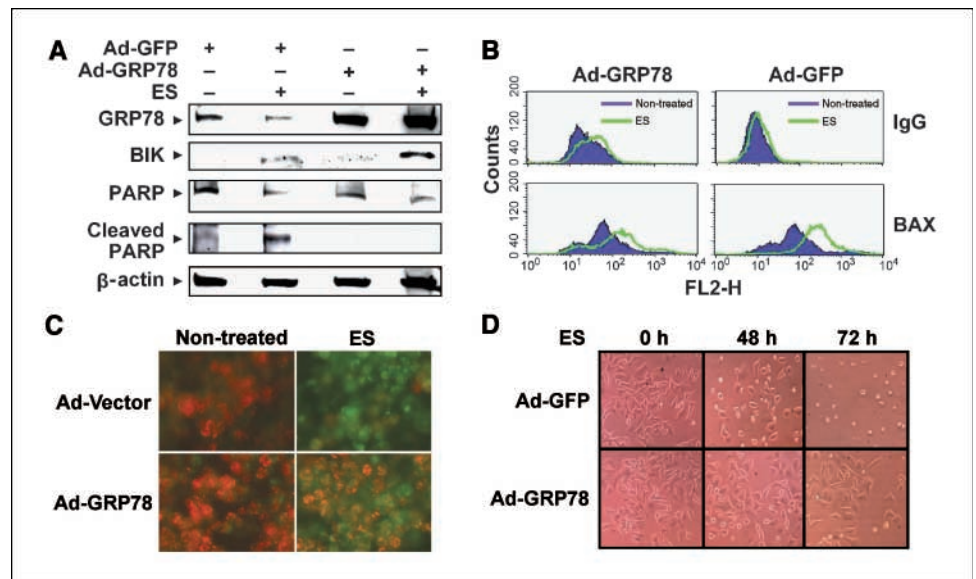 A
Ad-GFP + + – –
Ad-GRP78 – – + +
ES – + – +
GRP78
BIK
PARP
Cleaved
PARP
β-actin
B
Ad-GRP78 Ad-GFP
Counts
200
120
0 40
Non-treated
ES
Non-treated
ES
IgG
200
120
0 40
BAX
10⁰ 10¹ 10² 10³ 10⁴ 10⁰ 10¹ 10² 10³ 10⁴
FL2-H
C
Non-treated ES
Ad-Vector
Ad-GRP78
D
ES 0 h 48 h 72 h
Ad-GFP
Ad-GRP78